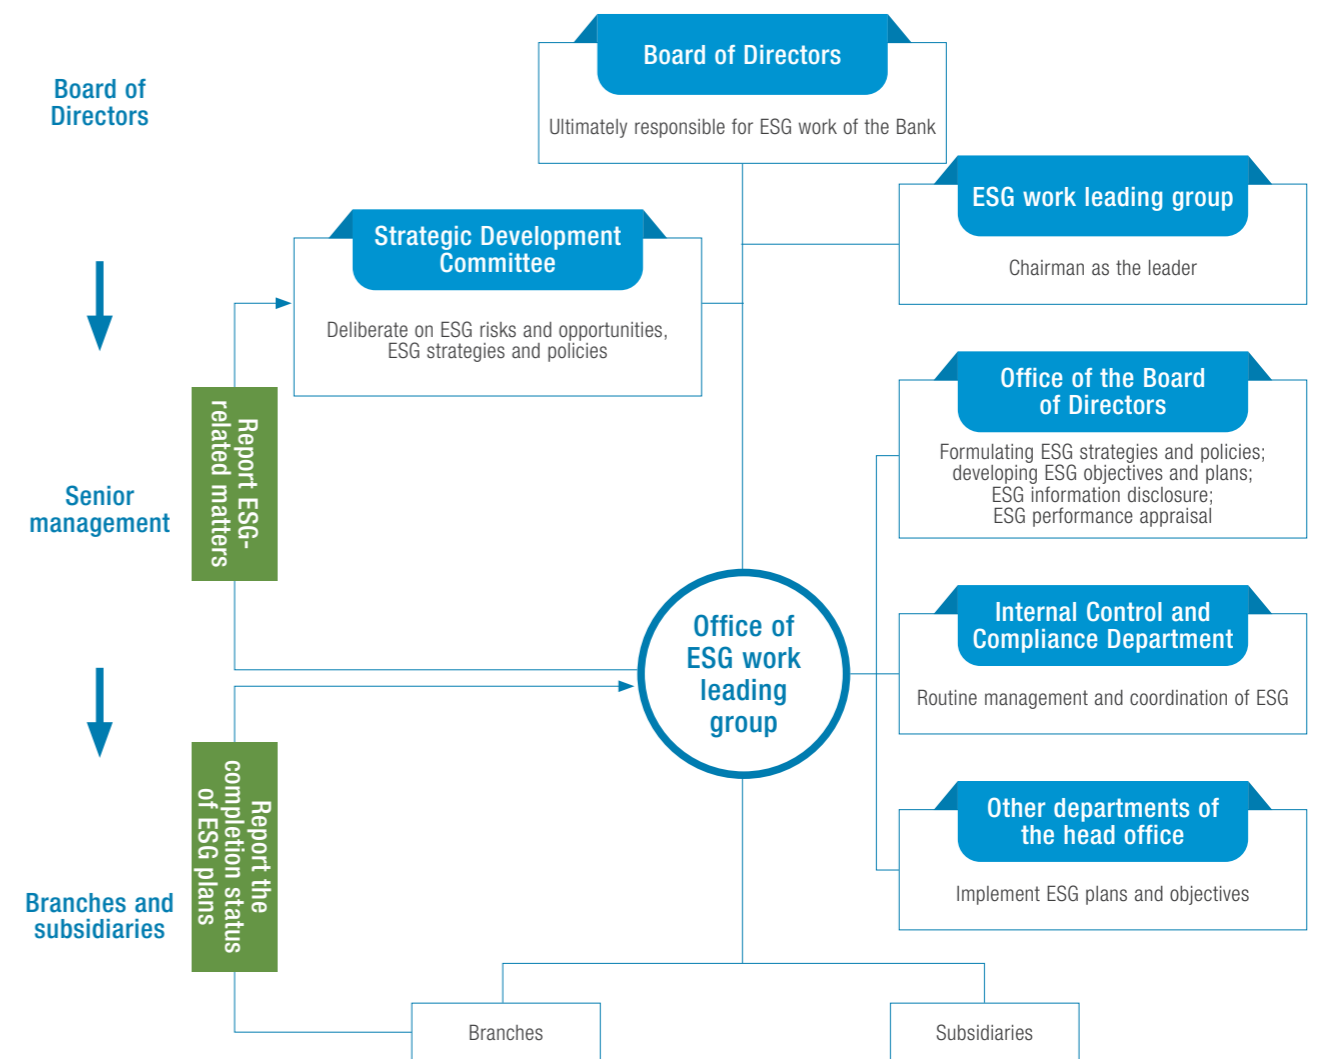 Board of
Directors
Board of Directors
Ultimately responsible for ESG work of the Bank
ESG work leading group
Chairman as the leader
Strategic Development
Committee
Deliberate on ESG risks and opportunities,
ESG strategies and policies
Report ESG-
related matters
Senior
management
Office of the Board
of Directors
Formulating ESG strategies and policies;
developing ESG objectives and plans;
ESG information disclosure;
ESG performance appraisal
Office of
ESG work
leading
group
Internal Control and
Compliance Department
Routine management and coordination of ESG
Report the
completion status
of ESG plans
Branches and
subsidiaries
Other departments of
the head office
Implement ESG plans and objectives
Branches
Subsidiaries